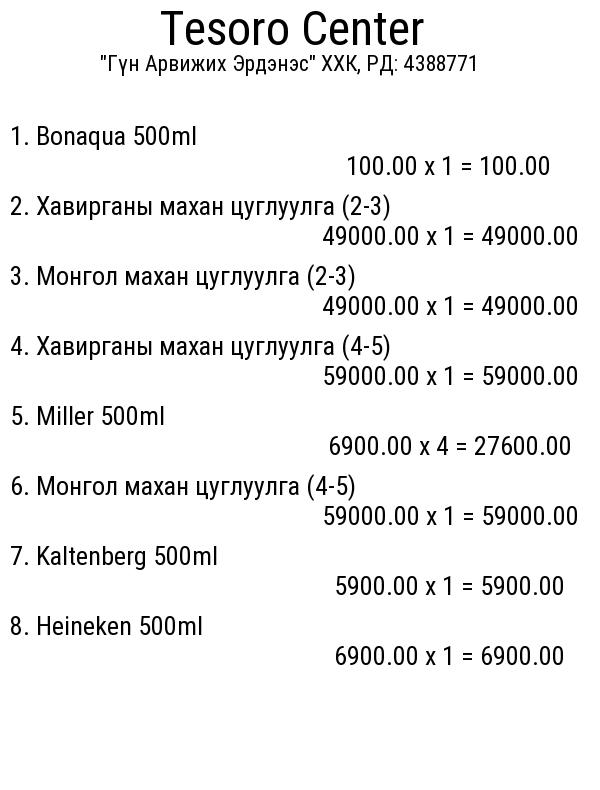 Tesoro Center
"Гүн Арвижих Эрдэнэс" ХХК, РД: 4388771
1. Bonaqua 500ml
100.00 x 1 = 100.00
2. Хавирганы махан цуглуулга (2-3)
49000.00 x 1 = 49000.00
3. Монгол махан цуглуулга (2-3)
49000.00 x 1 = 49000.00
4. Хавирганы махан цуглуулга (4-5)
59000.00 x 1 = 59000.00
5. Miller 500ml
6900.00 x 4 = 27600.00
6. Монгол махан цуглуулга (4-5)
59000.00 x 1 = 59000.00
7. Kaltenberg 500ml
5900.00 x 1 = 5900.00
8. Heineken 500ml
6900.00 x 1 = 6900.00